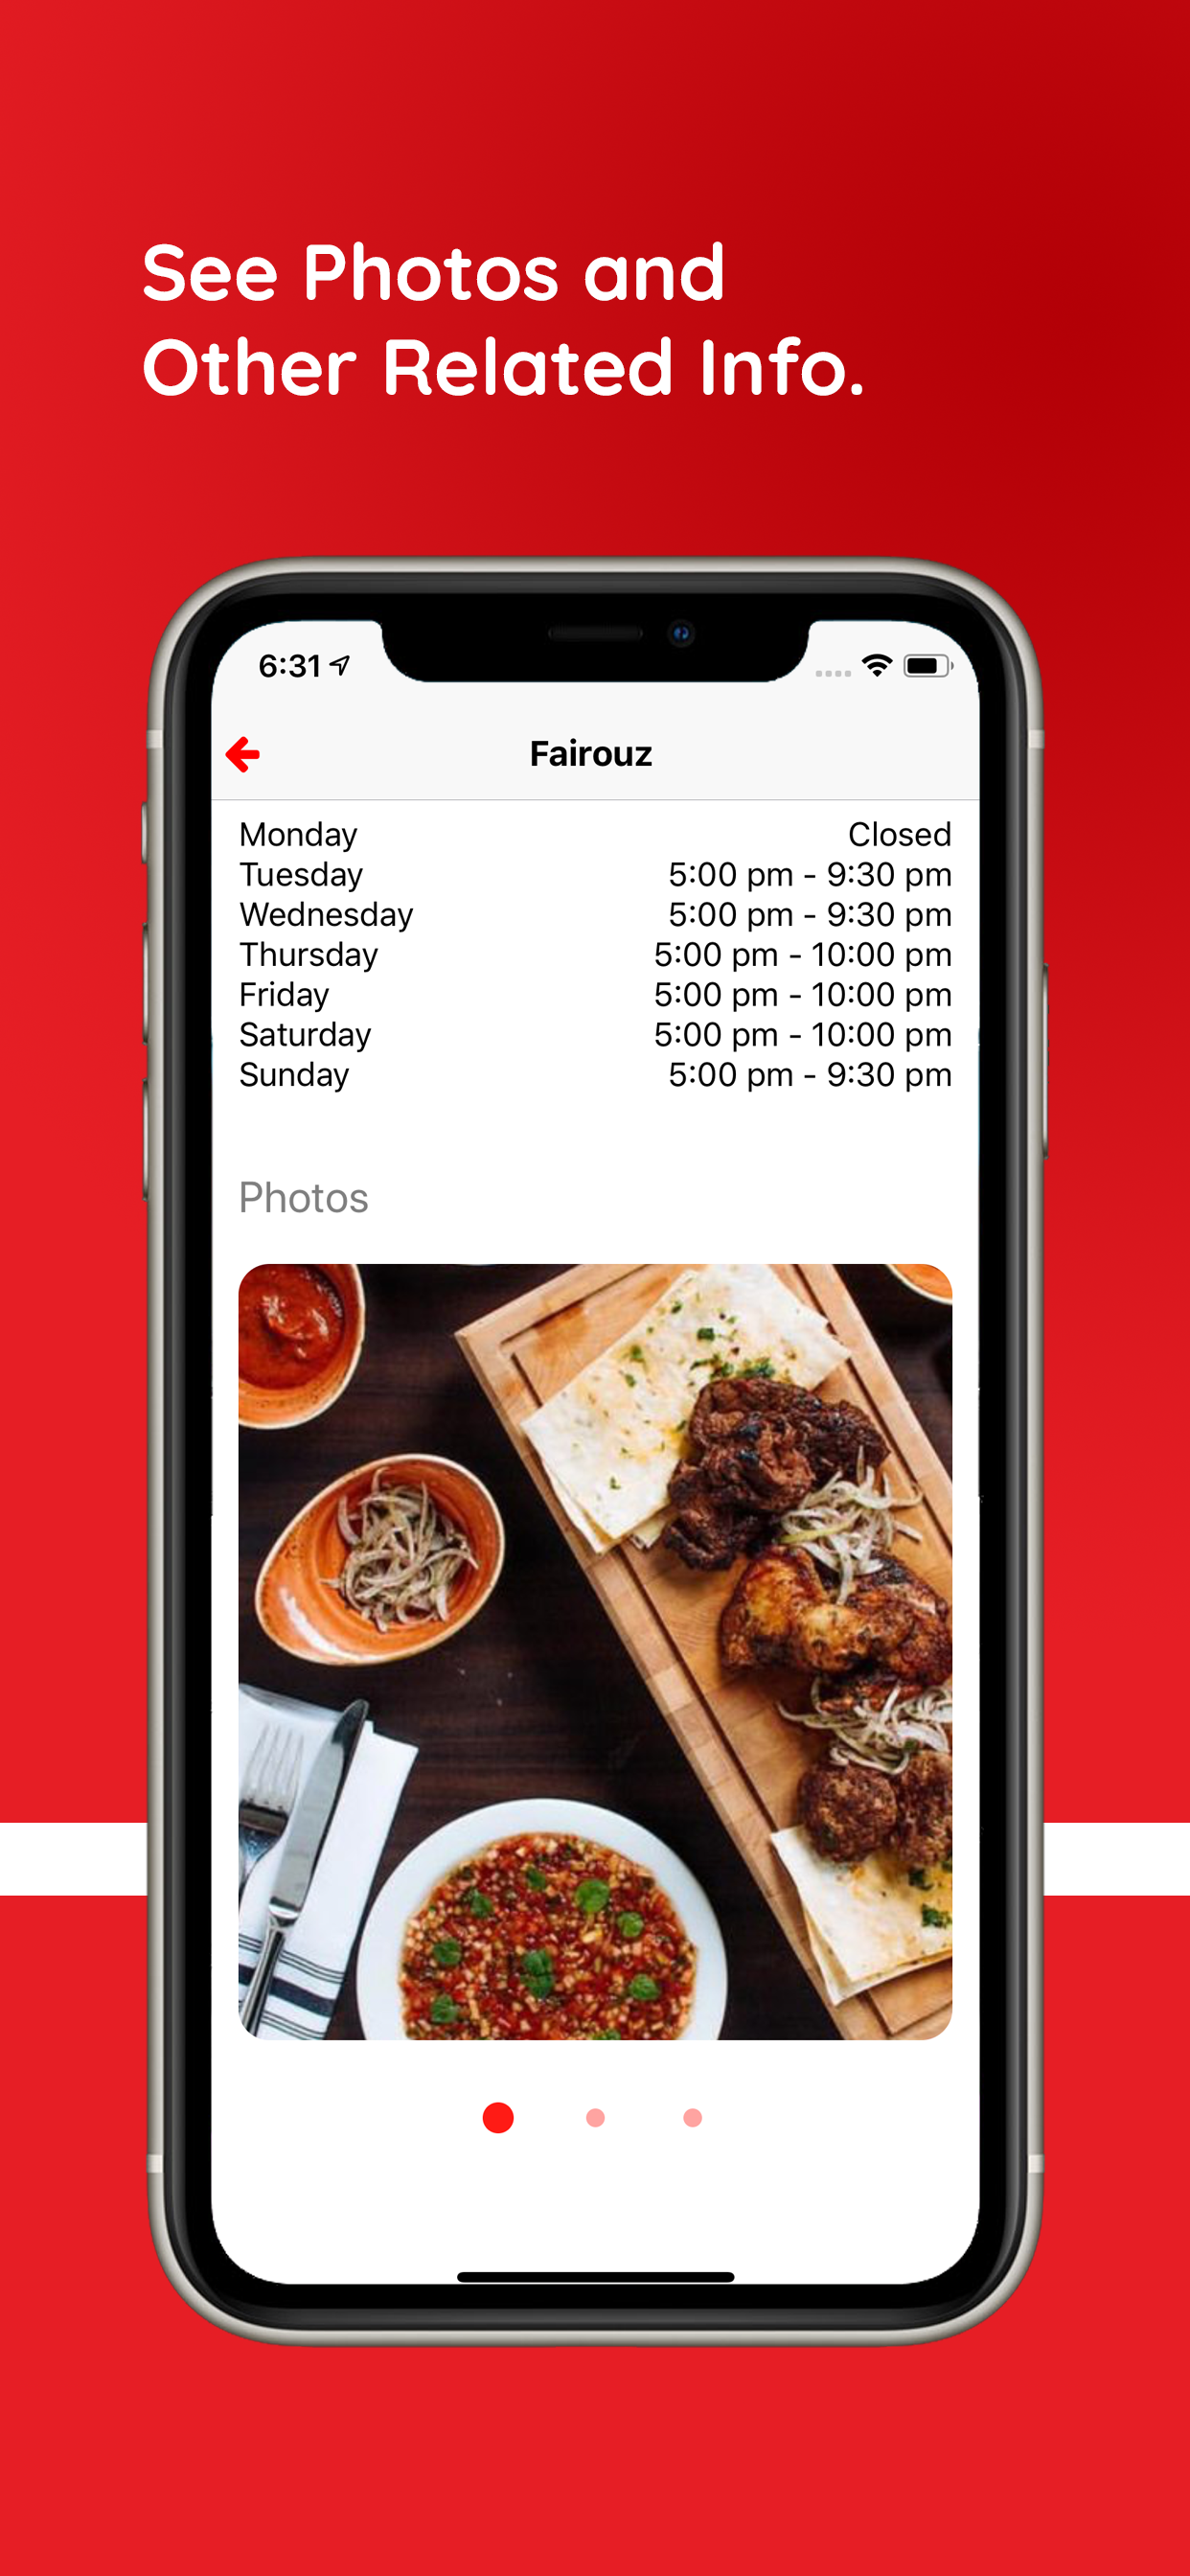 See Photos and
Other Related Info.
6:31
Fairouz
Monday Closed
Tuesday 5:00 pm - 9:30 pm
Wednesday 5:00 pm - 9:30 pm
Thursday 5:00 pm - 10:00 pm
Friday 5:00 pm - 10:00 pm
Saturday 5:00 pm - 10:00 pm
Sunday 5:00 pm - 9:30 pm
Photos